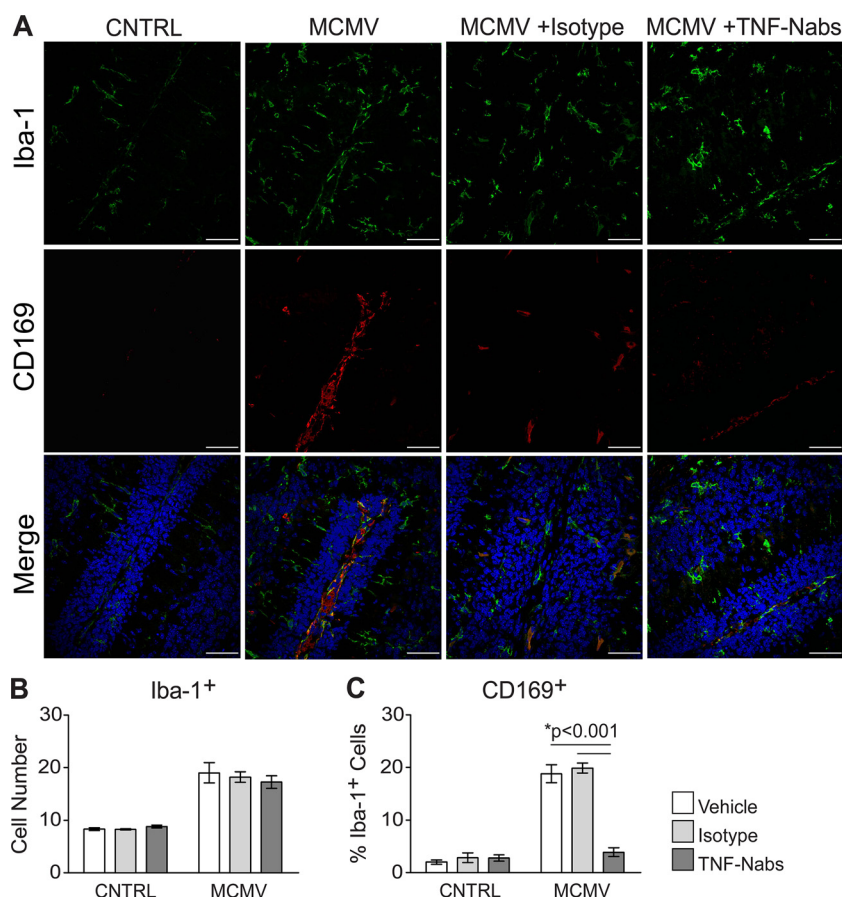 A
CNTRL MCMV MCMV +Isotype MCMV +TNF-Nabs
Iba-1
CD169
Merge
B Iba-1+
Cell Number
30
20
10
0
CNTRL MCMV
C CD169+
% Iba-1+ Cells
30
20
10
0
*p<0.001
CNTRL MCMV
Vehicle
Isotype
TNF-Nabs